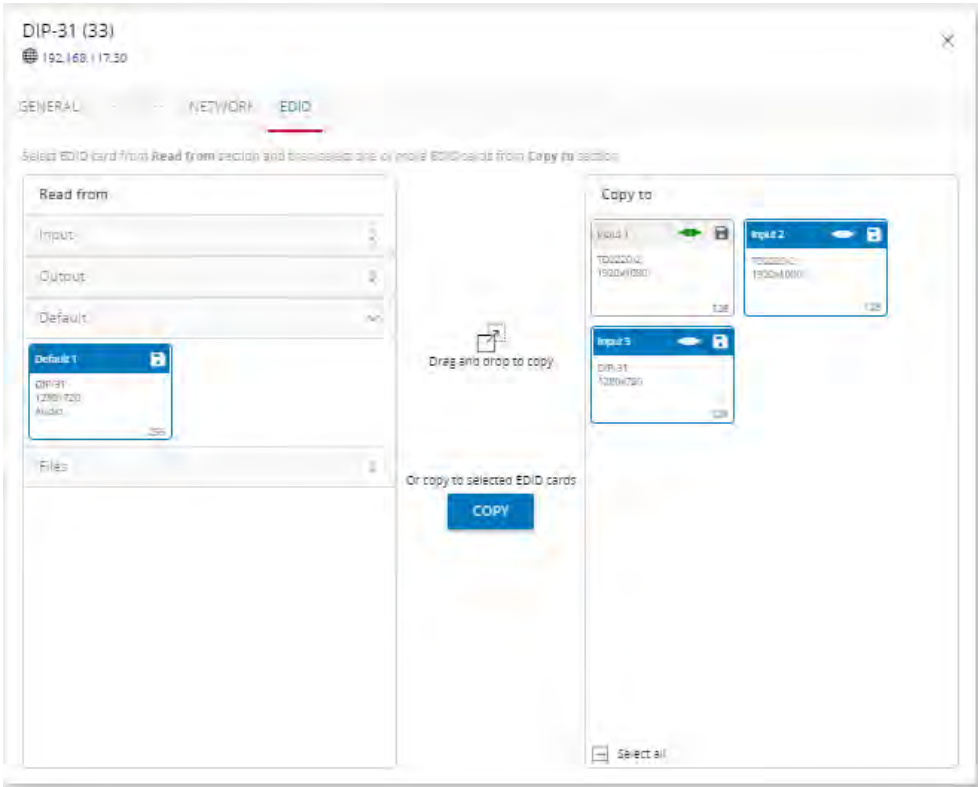 DIP-31 (33)
192.168.117.30
GENERAL NETWORK EDID
Select EDID card from Read from section and then select one or more EDID cards from Copy to section
Read from
Input
Output
Default
Default 1
DIP-31
1280x720
Audio
256
Files
Drag and drop to copy
Or copy to selected EDID cards
COPY
Copy to
Input 1
1920x1080
128
Input 2
1920x1080
128
Input 3
DIP-31
1280x720
128
Select all